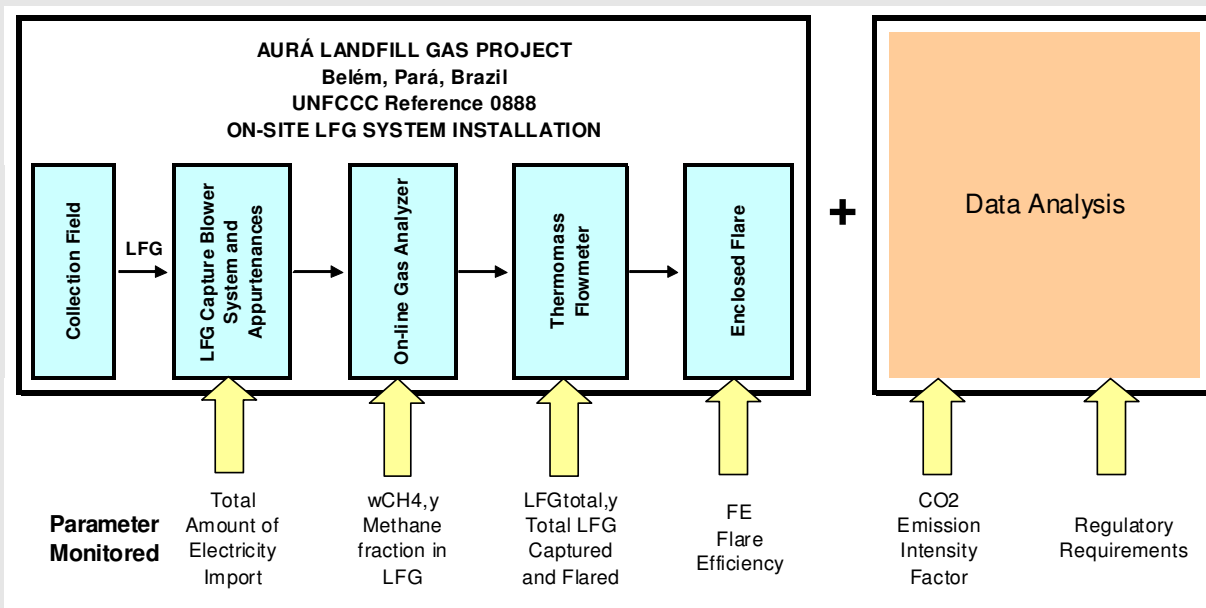 AURÁ LANDFILL GAS PROJECT
Belém, Pará, Brazil
UNFCCC Reference 0888
ON-SITE LFG SYSTEM INSTALLATION
Collection Field
LFG
LFG Capture Blower
System and
Appurtenances
On-line Gas Analyzer
Thermomass
Flowmeter
Enclosed Flare
+
Data Analysis
Parameter
Monitored
Total
Amount of
Electricity
Import
wCH4,y
Methane
fraction in
LFG
LFGtotal,y
Total LFG
Captured
and Flared
FE
Flare
Efficiency
CO2
Emission
Intensity
Factor
Regulatory
Requirements